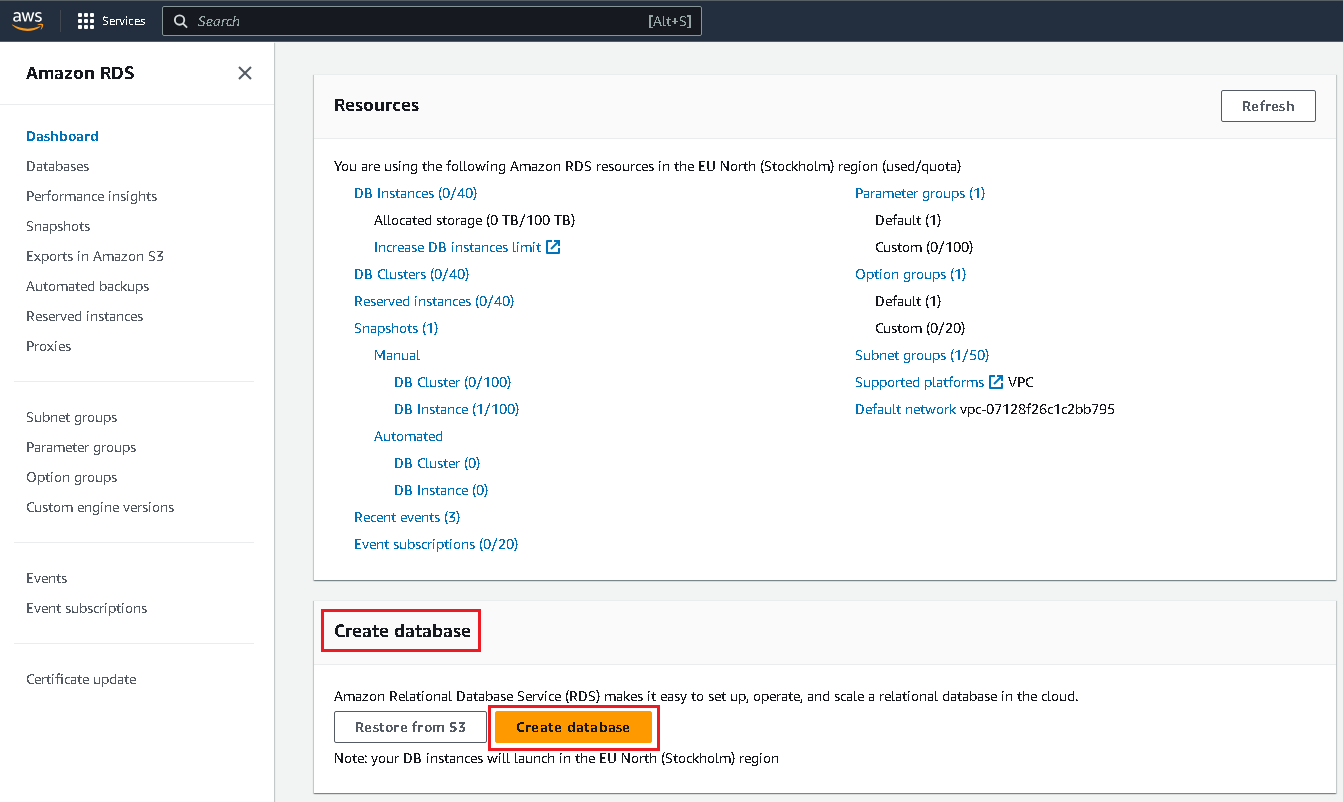 aws
Services
Search
[Alt+S]
Amazon RDS
Dashboard
Databases
Performance insights
Snapshots
Exports in Amazon S3
Automated backups
Reserved instances
Proxies
Subnet groups
Parameter groups
Option groups
Custom engine versions
Events
Event subscriptions
Certificate update
Resources
Refresh
You are using the following Amazon RDS resources in the EU North (Stockholm) region (used/quota)
DB Instances (0/40)
Allocated storage (0 TB/100 TB)
Increase DB instances limit
DB Clusters (0/40)
Reserved instances (0/40)
Snapshots (1)
Manual
DB Cluster (0/100)
DB Instance (1/100)
Automated
DB Cluster (0)
DB Instance (0)
Recent events (3)
Event subscriptions (0/20)
Parameter groups (1)
Default (1)
Custom (0/100)
Option groups (1)
Default (1)
Custom (0/20)
Subnet groups (1/50)
Supported platforms VPC
Default network vpc-07128f26c1c2bb795
Create database
Amazon Relational Database Service (RDS) makes it easy to set up, operate, and scale a relational database in the cloud.
Restore from S3
Create database
Note: your DB instances will launch in the EU North (Stockholm) region